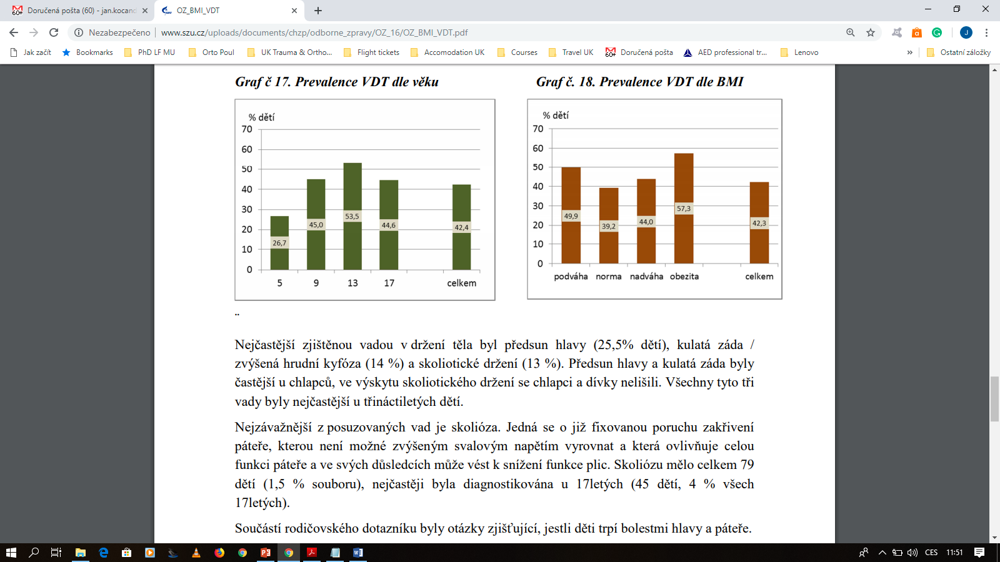 Doručená pošta (60) - jan.kocand
OZ_BMI_VDT
Nezabezpečeno
www.szu.cz/uploads/documents/chzp/odborne_zpravy/OZ_16/OZ_BMI_VDT.pdf
J
Jak začít
Bookmarks
PhD LF MU
Orto Poul
UK Trauma & Ortho...
Flight tickets
Accomodation UK
Courses
Travel UK
60+
Doručená pošta
AED professional tr...
Lenovo
»
Ostatní záložky
Graf č 17. Prevalence VDT dle věku
% dětí
70
60
50
40
30
20
10
0
26,7
45,0
53,5
44,6
42,4
5
9
13
17
celkem
Graf č. 18. Prevalence VDT dle BMI
% dětí
70
60
50
40
30
20
10
0
49,9
39,2
44,0
57,3
42,3
podváha
norma
nadváha
obezita
celkem
..
Nejčastější zjištěnou vadou v držení těla byl předsun hlavy (25,5% dětí), kulatá záda /
zvýšená hrudní kyfóza (14 %) a skoliotické držení (13 %). Předsun hlavy a kulatá záda byly
častější u chlapců, ve výskytu skoliotického držení se chlapci a dívky nelišili. Všechny tyto tři
vady byly nejčastější u třináctiletých dětí.
Nejzávažnější z posuzovaných vad je skolióza. Jedná se o již fixovanou poruchu zakřivení
páteře, kterou není možné zvýšeným svalovým napětím vyrovnat a která ovlivňuje celou
funkci páteře a ve svých důsledcích může vést k snížení funkce plic. Skoliózu mělo celkem 79
dětí (1,5 % souboru), nejčastěji byla diagnostikována u 17letých (45 dětí, 4 % všech
17letých).
Součástí rodičovského dotazníku byly otázky zjišťující, jestli děti trpí bolestmi hlavy a páteře.
CES
11:51